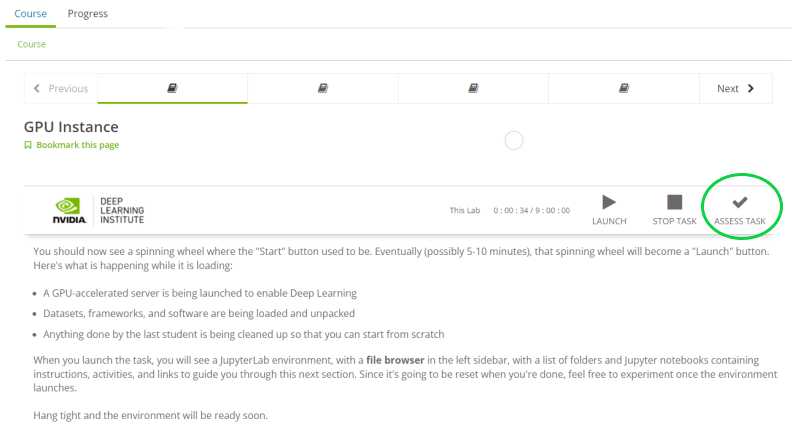 Course Progress
Course
Previous Next
GPU Instance
Bookmark this page
NVIDIA. DEEP LEARNING INSTITUTE This Lab 0 : 00 : 34 / 9 : 00 : 00 LAUNCH STOP TASK ASSESS TASK
You should now see a spinning wheel where the "Start" button used to be. Eventually (possibly 5-10 minutes), that spinning wheel will become a "Launch" button.
Here's what is happening while it is loading:
• A GPU-accelerated server is being launched to enable Deep Learning
• Datasets, frameworks, and software are being loaded and unpacked
• Anything done by the last student is being cleaned up so that you can start from scratch
When you launch the task, you will see a JupyterLab environment, with a file browser in the left sidebar, with a list of folders and Jupyter notebooks containing
instructions, activities, and links to guide you through this next section. Since it's going to be reset when you're done, feel free to experiment once the environment
launches.
Hang tight and the environment will be ready soon.